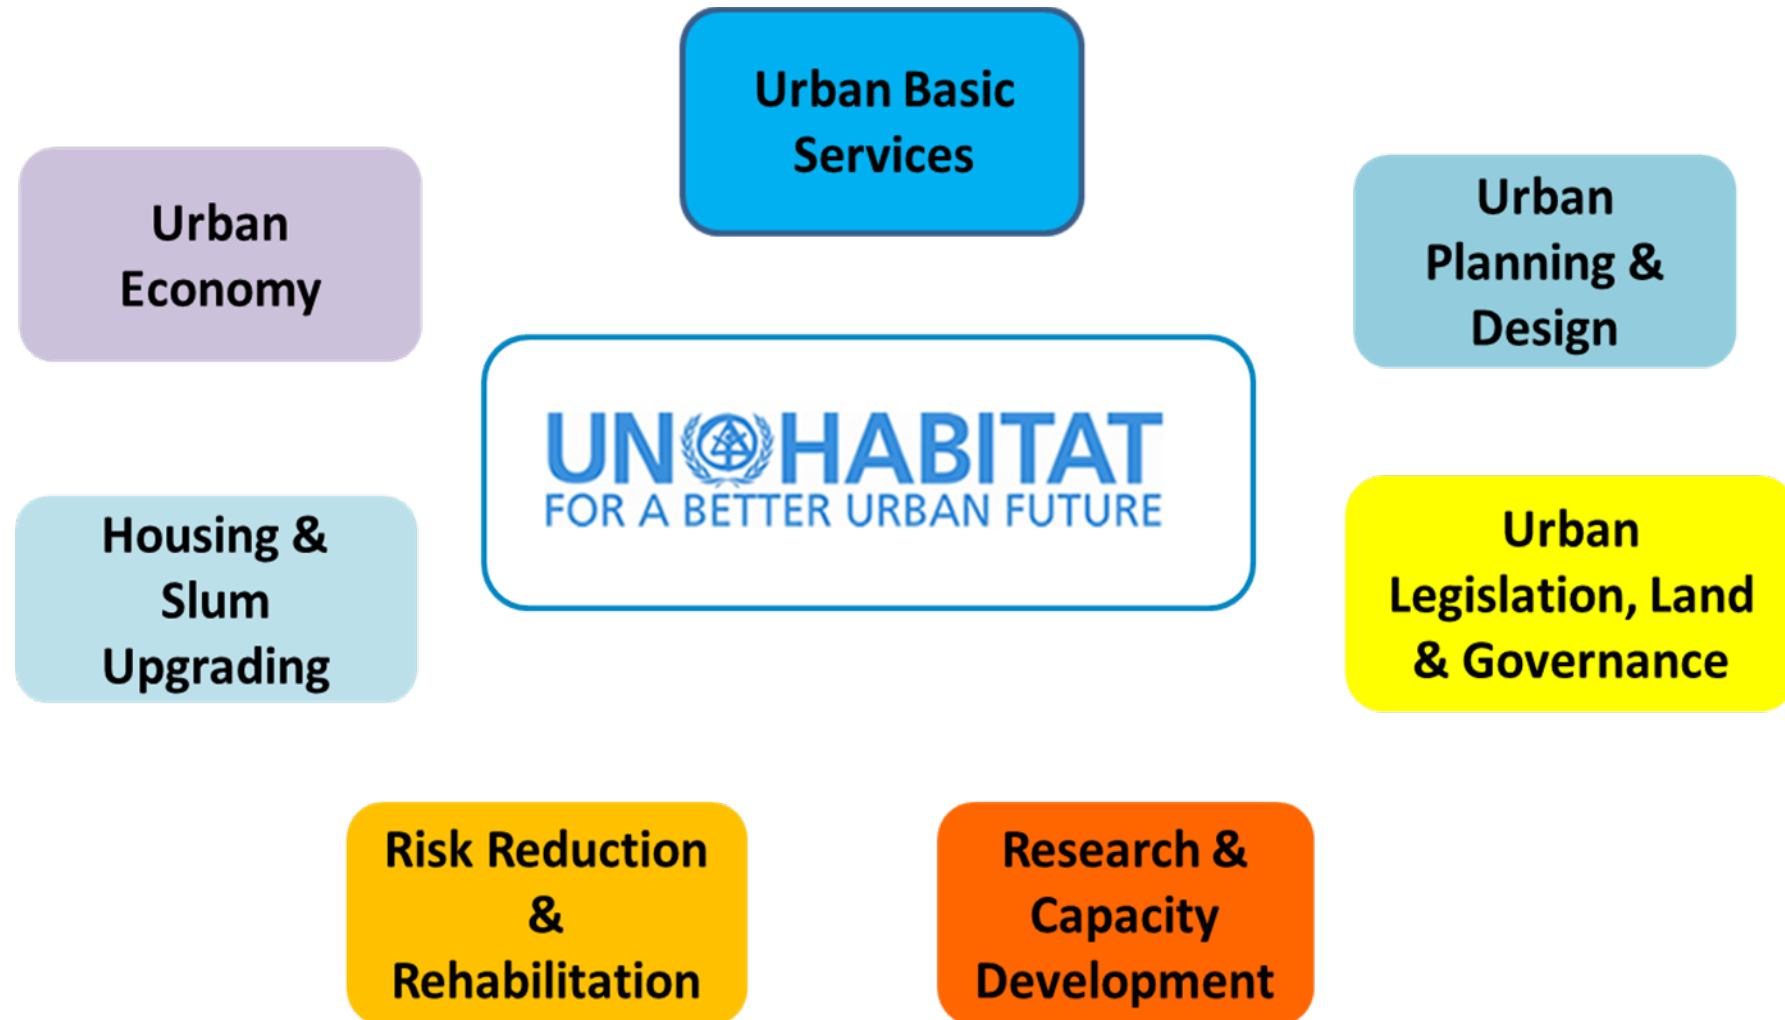 Urban Basic
Services
Urban
Economy
Urban
Planning &
Design
UN HABITAT
FOR A BETTER URBAN FUTURE
Housing &
Slum
Upgrading
Urban
Legislation, Land
& Governance
Risk Reduction
&
Rehabilitation
Research &
Capacity
Development